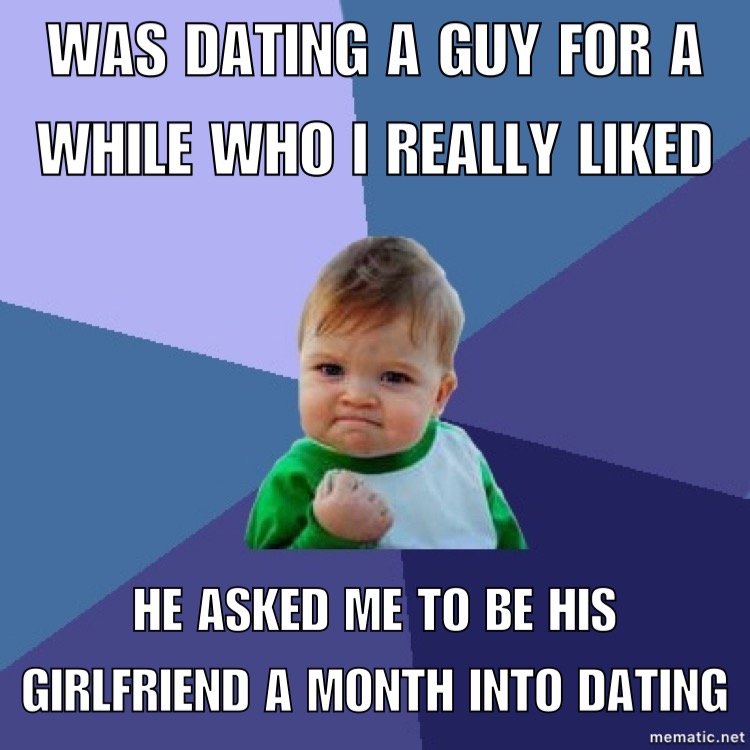 WAS DATING A GUY FOR A
WHILE WHO I REALLY LIKED
HE ASKED ME TO BE HIS
GIRLFRIEND A MONTH INTO DATING
mematic.net